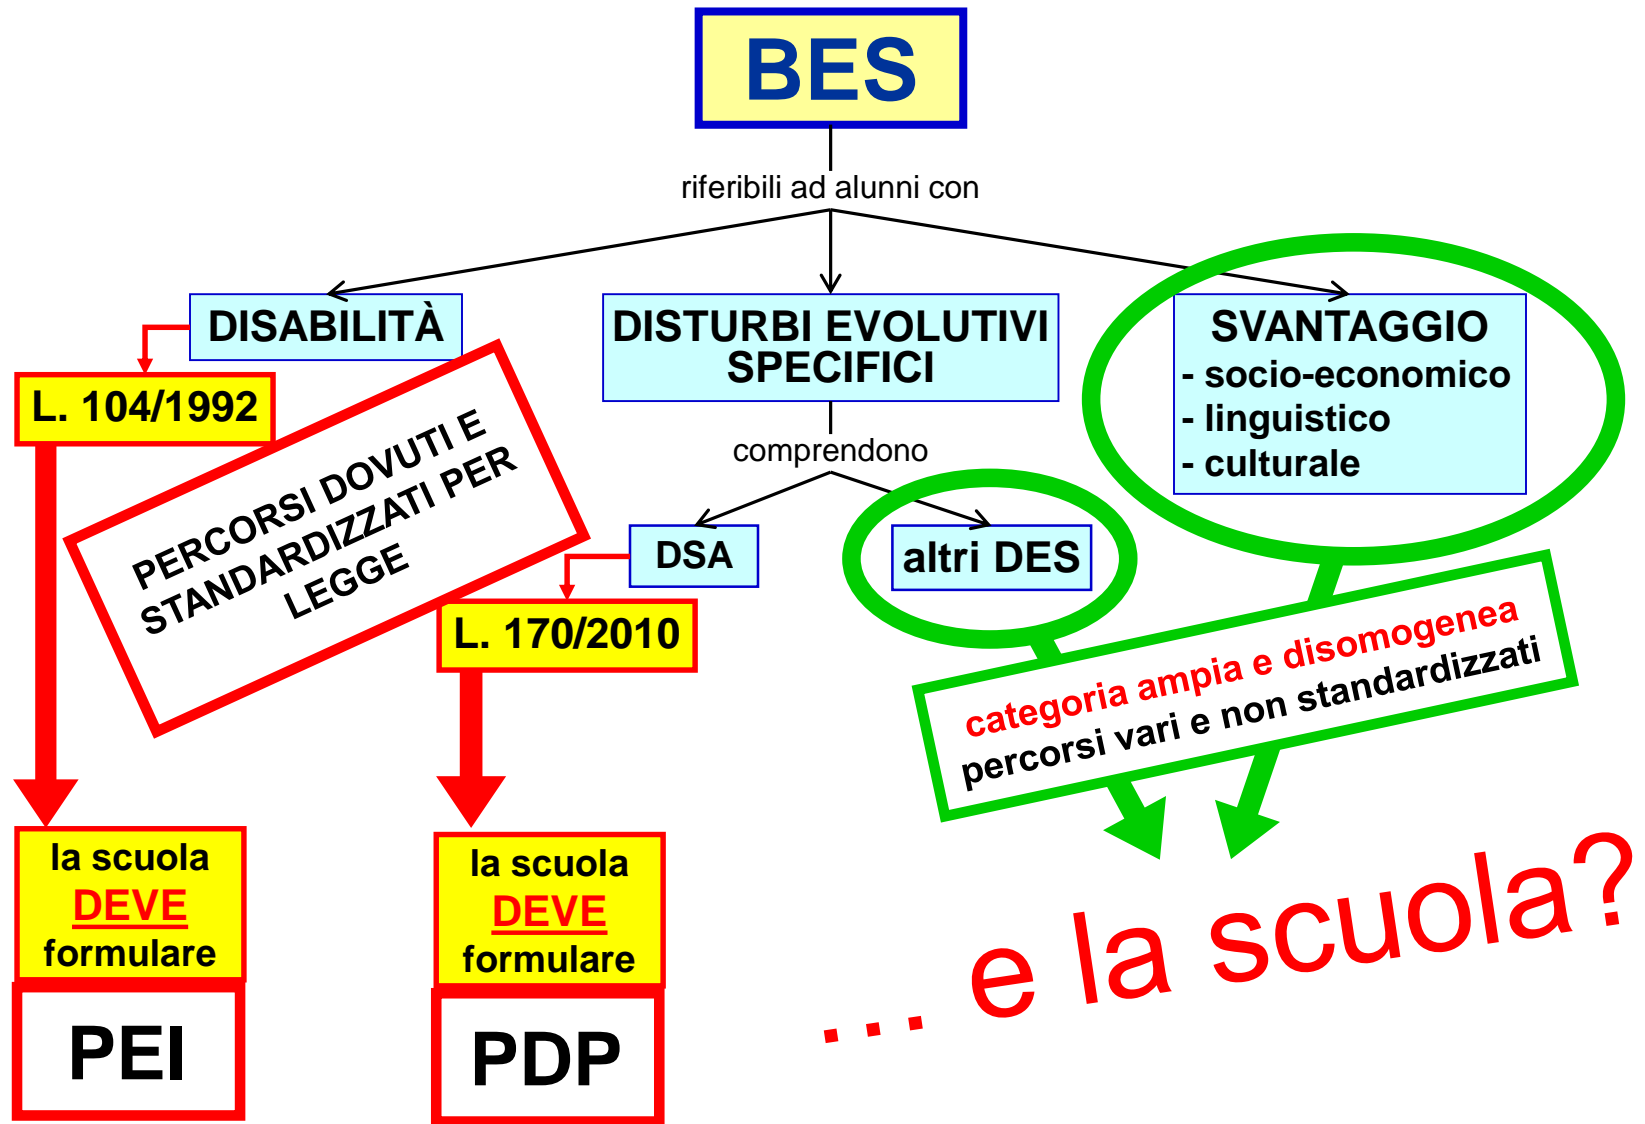 BES
riferibili ad alunni con
DISABILITÀ
DISTURBI EVOLUTIVI
SPECIFICI
SVANTAGGIO
- socio-economico
- linguistico
- culturale
L. 104/1992
PERCORSI DOVUTI E
STANDARDIZZATI PER
LEGGE
comprendono
DSA
altri DES
L. 170/2010
categoria ampia e disomogenea
percorsi vari e non standardizzati
la scuola
DEVE
formulare
PEI
la scuola
DEVE
formulare
PDP
... e la scuola?